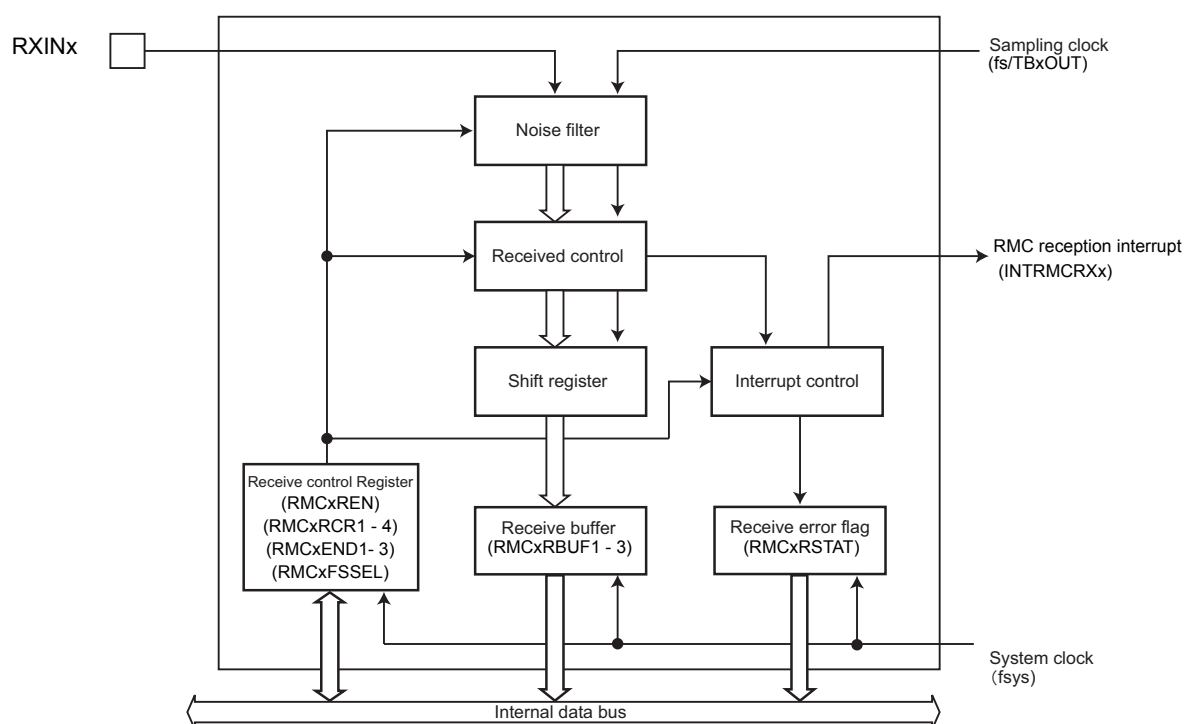 RXINx
Sampling clock
(fs/TBxOUT)
Noise filter
Received control
RMC reception interrupt
(INTRMCRXx)
Shift register
Interrupt control
Receive control Register
(RMCxREN)
(RMCxRCR1 - 4)
(RMCxEND1- 3)
(RMCxFSSEL)
Receive buffer
(RMCxRBUF1 - 3)
Receive error flag
(RMCxRSTAT)
System clock
(fsys)
Internal data bus